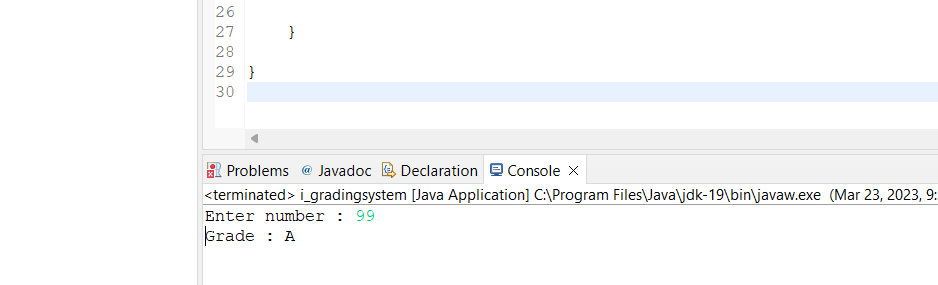 26
27 }
28
29 }
30
Problems @ Javadoc Declaration Console
<terminated> i_gradingsystem [Java Application] C:\Program Files\Java\jdk-19\bin\javaw.exe (Mar 23, 2023, 9:
Enter number : 99
Grade : A